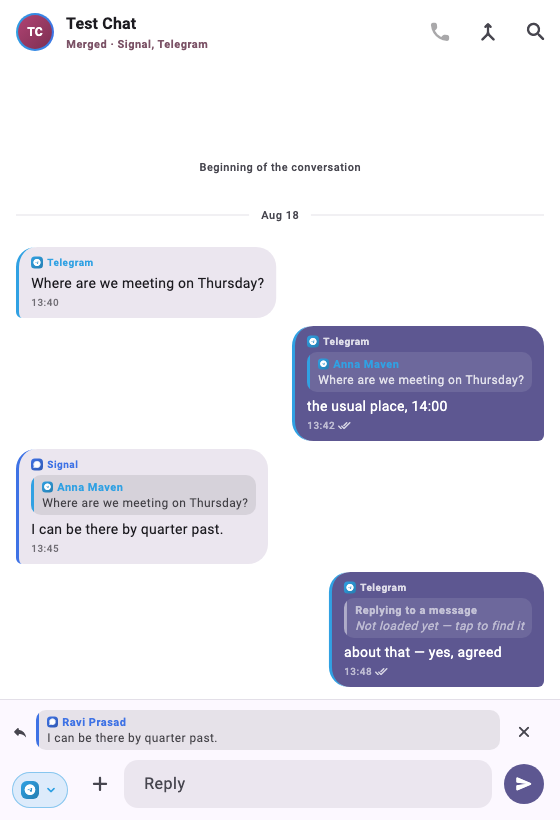 TC
Test Chat
Merged · Signal, Telegram
Beginning of the conversation
Aug 18
Telegram
Where are we meeting on Thursday?
13:40
Telegram
Anna Maven
Where are we meeting on Thursday?
the usual place, 14:00
13:42
Signal
Anna Maven
Where are we meeting on Thursday?
I can be there by quarter past.
13:45
Telegram
Replying to a message
Not loaded yet — tap to find it
about that — yes, agreed
13:48
Ravi Prasad
I can be there by quarter past.
Reply